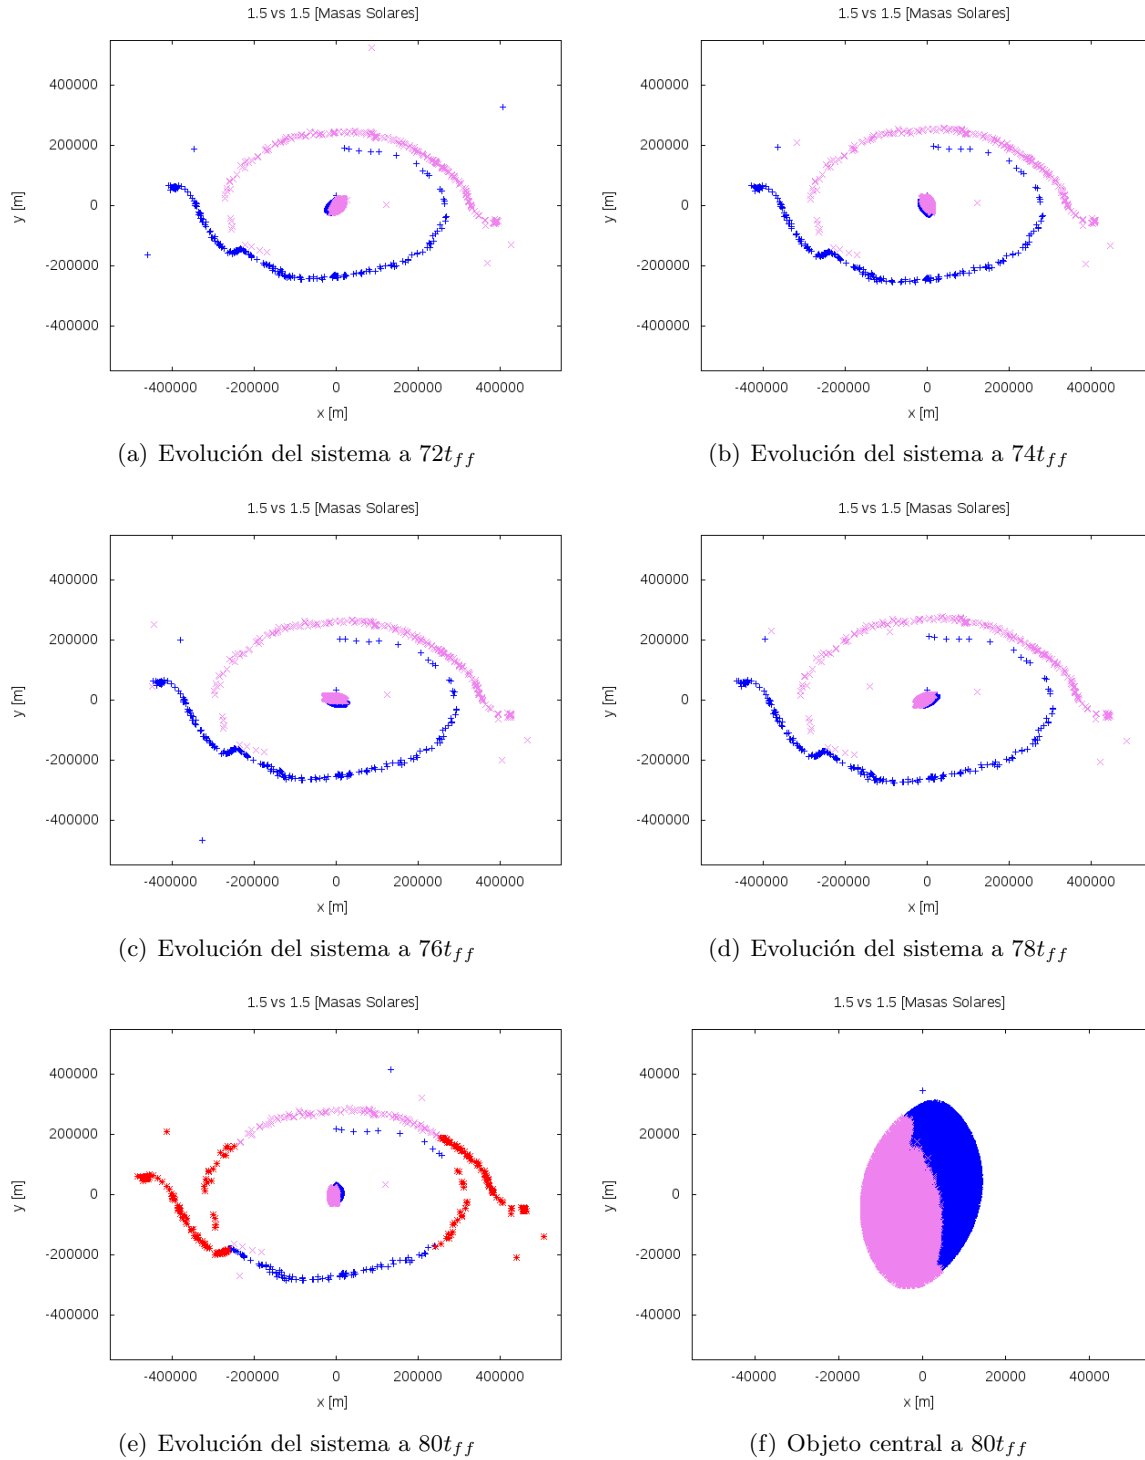 1.5 vs 1.5 [Masas Solares]
400000
200000
0
-200000
-400000
y [m]
-400000 -200000 0 200000 400000
x [m]
(a) Evolución del sistema a 72t_{ff}
1.5 vs 1.5 [Masas Solares]
400000
200000
0
-200000
-400000
y [m]
-400000 -200000 0 200000 400000
x [m]
(b) Evolución del sistema a 74t_{ff}
1.5 vs 1.5 [Masas Solares]
400000
200000
0
-200000
-400000
y [m]
-400000 -200000 0 200000 400000
x [m]
(c) Evolución del sistema a 76t_{ff}
1.5 vs 1.5 [Masas Solares]
400000
200000
0
-200000
-400000
y [m]
-400000 -200000 0 200000 400000
x [m]
(d) Evolución del sistema a 78t_{ff}
1.5 vs 1.5 [Masas Solares]
400000
200000
0
-200000
-400000
y [m]
-400000 -200000 0 200000 400000
x [m]
(e) Evolución del sistema a 80t_{ff}
1.5 vs 1.5 [Masas Solares]
40000
20000
0
-20000
-40000
y [m]
-40000 -20000 0 20000 40000
x [m]
(f) Objeto central a 80t_{ff}